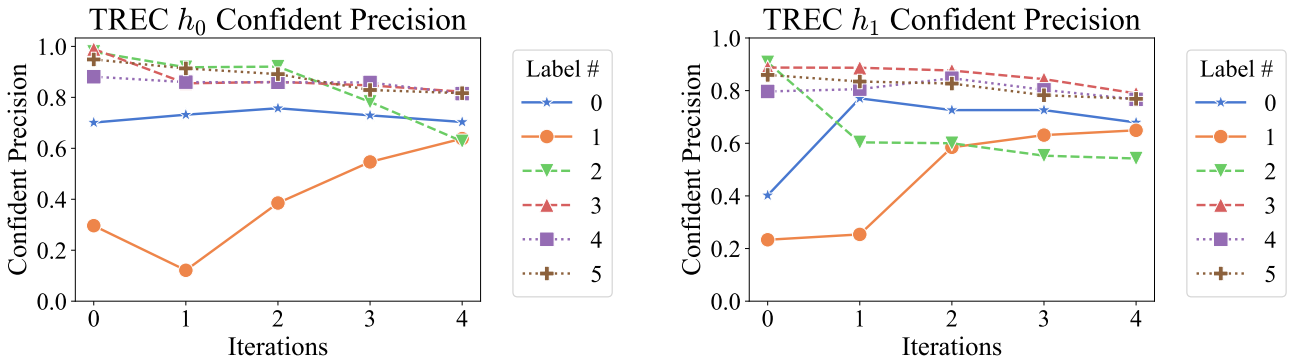 TREC h₀ Confident Precision
Confident Precision
1.0
0.8
0.6
0.4
0.2
0.0
0 1 2 3 4
Iterations
Label #
0
1
2
3
4
5
TREC h₁ Confident Precision
Confident Precision
1.0
0.8
0.6
0.4
0.2
0.0
0 1 2 3 4
Iterations
Label #
0
1
2
3
4
5